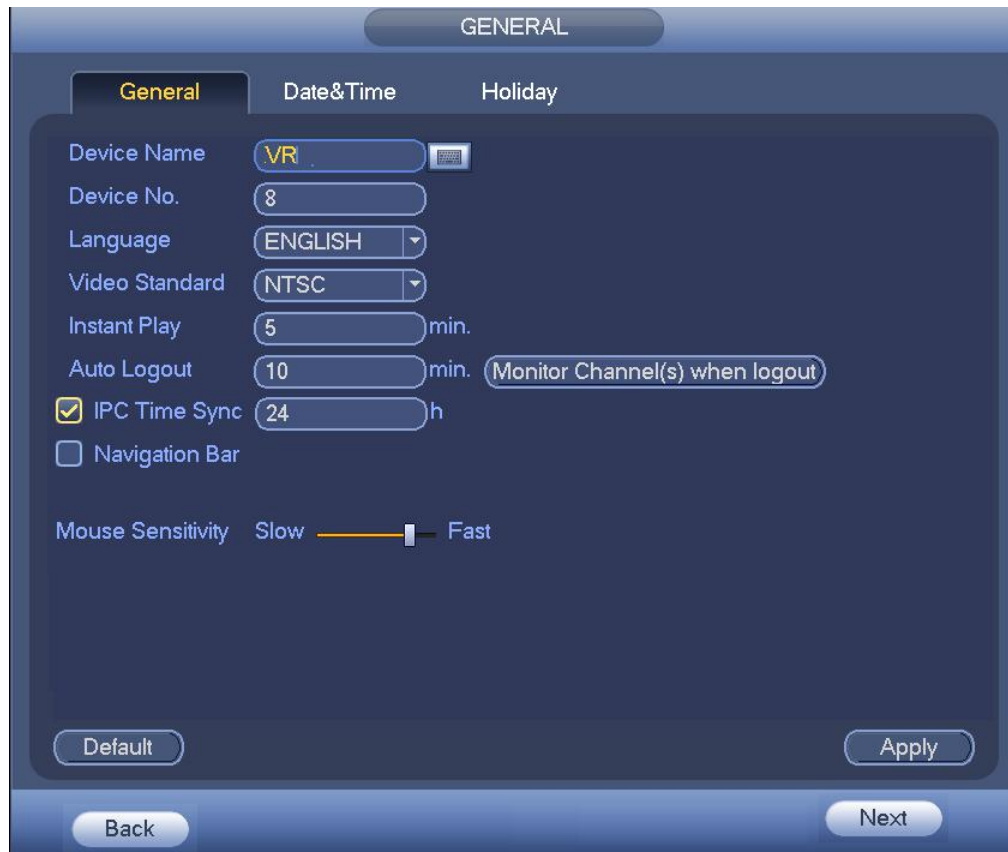 GENERAL
General Date&Time Holiday
Device Name VR
Device No. 8
Language ENGLISH
Video Standard NTSC
Instant Play 5 min.
Auto Logout 10 min. Monitor Channel(s) when logout
IPC Time Sync 24 h
Navigation Bar
Mouse Sensitivity Slow Fast
Default Apply
Back Next